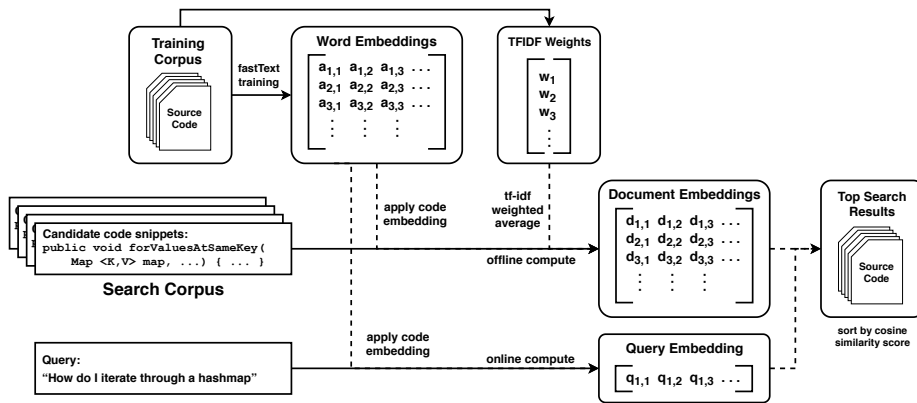 Training
Corpus
Source
Code
fastText
training
Word Embeddings
a1,1 a1,2 a1,3 ...
a2,1 a2,2 a2,3 ...
a3,1 a3,2 a3,3 ...
⋮ ⋮ ⋮
TFIDF Weights
w1
w2
w3
⋮
apply code
embedding
tf-idf
weighted
average
Candidate code snippets:
public void forValuesAtSameKey(
Map <K,V> map, ...) { ... }
Search Corpus
offline compute
Document Embeddings
d1,1 d1,2 d1,3 ...
d2,1 d2,2 d2,3 ...
d3,1 d3,2 d3,3 ...
⋮ ⋮ ⋮
Top Search
Results
Source
Code
sort by cosine
similarity score
Query:
“How do I iterate through a hashmap”
apply code
embedding
online compute
Query Embedding
q1,1 q1,2 q1,3 ...